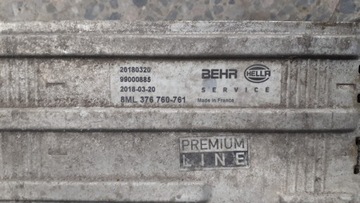 20180320
99000885
2018-03-20
8ML 376 760-761
BEHR HELLA
SERVICE
Made in France
PREMIUM
LINE